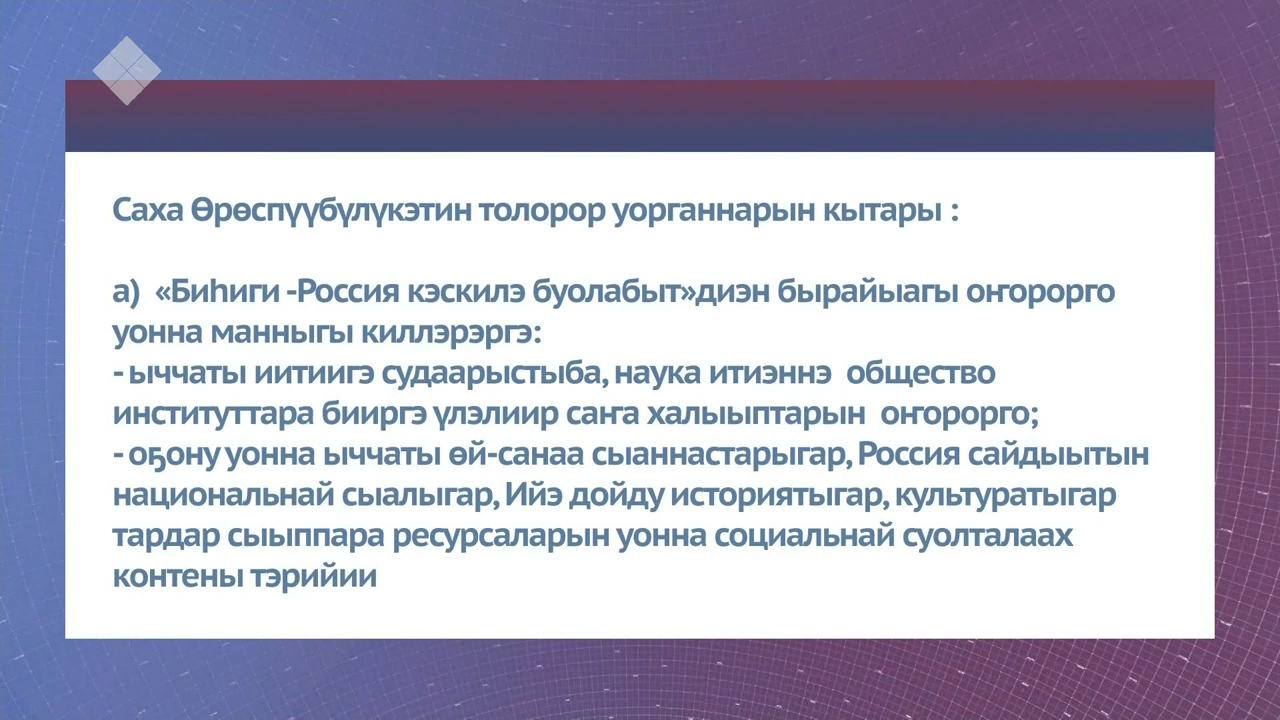 Саха Өрөспүүбүлүкэтин толорор уорганнарын кытары :
а)  «Биһиги -Россия кэскилэ буолабыт»диэн бырайыагы оҥорорго
уонна манныгы киллэрэргэ:
- ыччаты иитиигэ судаарыстыба, наука итиэннэ  общество
институттара бииргэ үлэлиир саҥа халыыптарын  оҥорорго;
- оҕону уонна ыччаты өй-санаа сыаннастарыгар, Россия сайдыытын
национальнай сыалыгар, Ийэ дойду историятыгар, культуратыгар
тардар сыыппара ресурсаларын уонна социальнай суолталаах
контены тэрийии